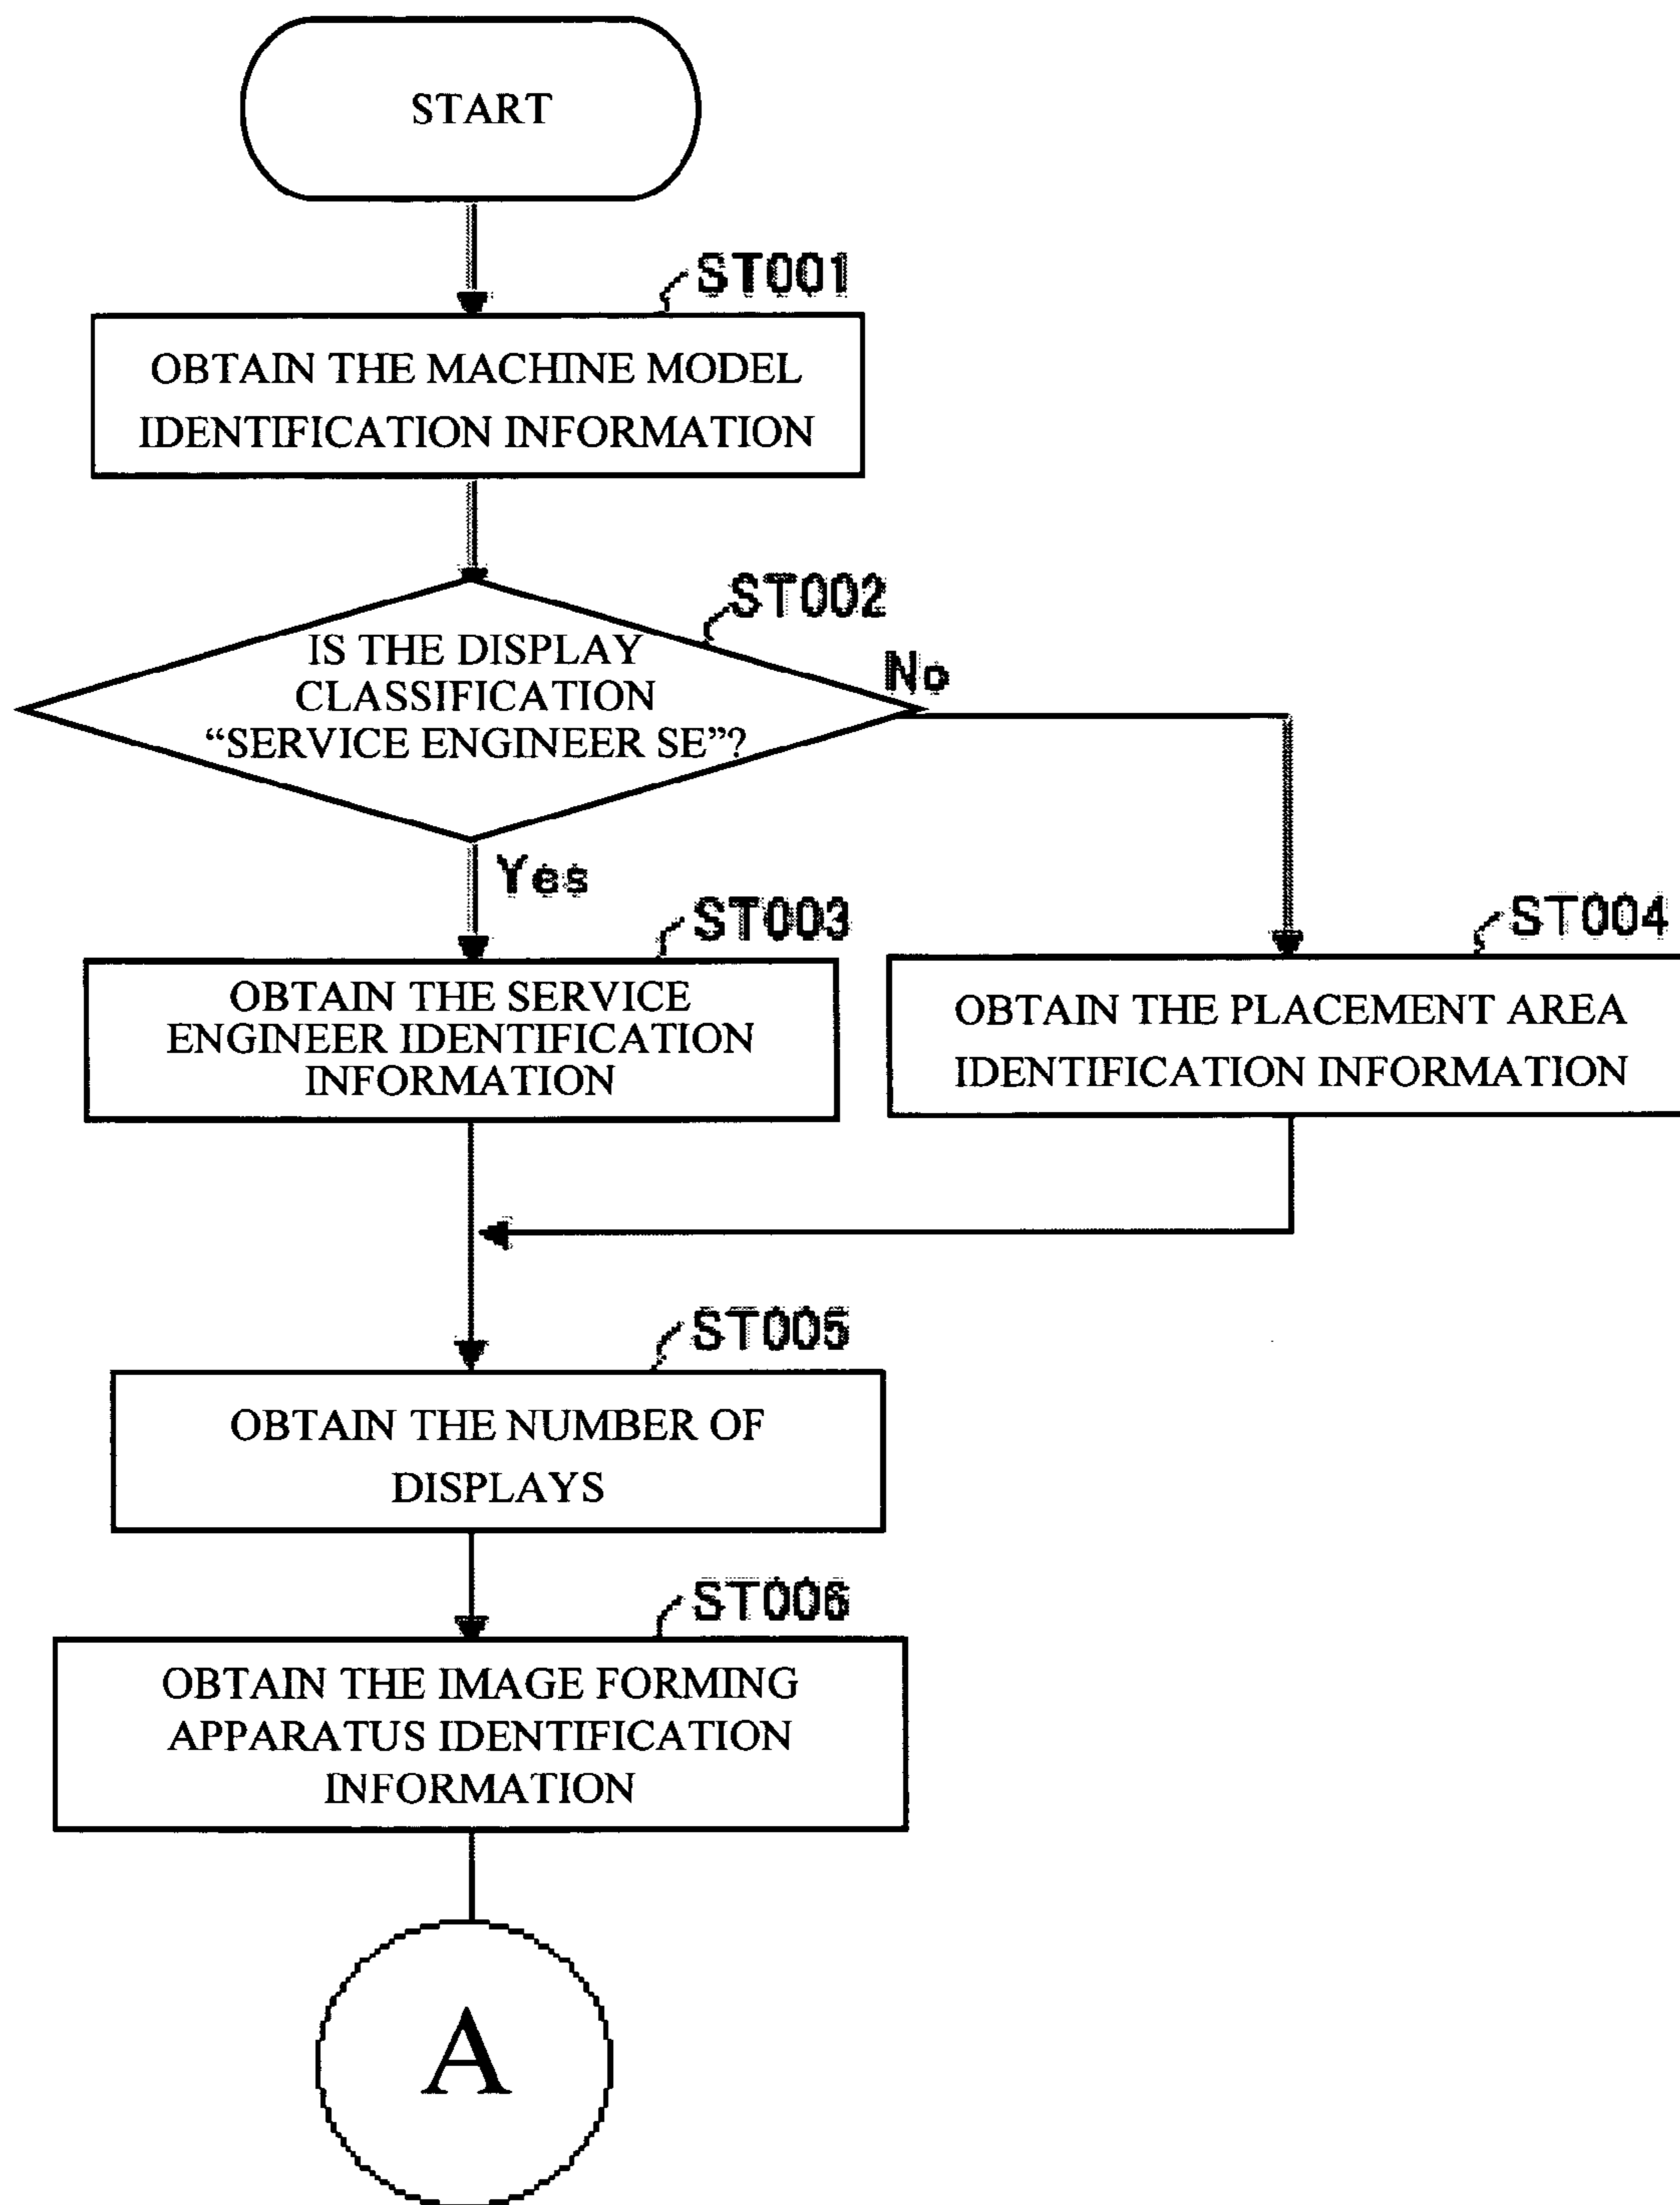 START
ST001
OBTAIN THE MACHINE MODEL
IDENTIFICATION INFORMATION
ST002
IS THE DISPLAY
CLASSIFICATION
“SERVICE ENGINEER SE”?
No
Yes
ST003
OBTAIN THE SERVICE
ENGINEER IDENTIFICATION
INFORMATION
ST004
OBTAIN THE PLACEMENT AREA
IDENTIFICATION INFORMATION
ST005
OBTAIN THE NUMBER OF
DISPLAYS
ST006
OBTAIN THE IMAGE FORMING
APPARATUS IDENTIFICATION
INFORMATION
A